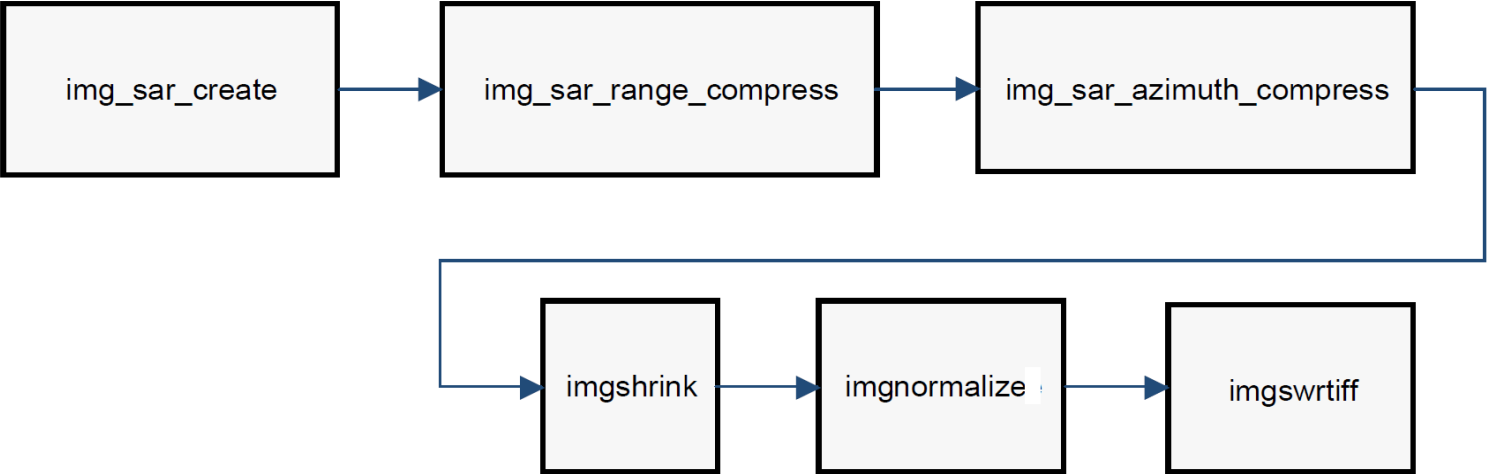 img_sar_create
img_sar_range_compress
img_sar_azimuth_compress
imgshrink
imgnormalize
imgswrtiff